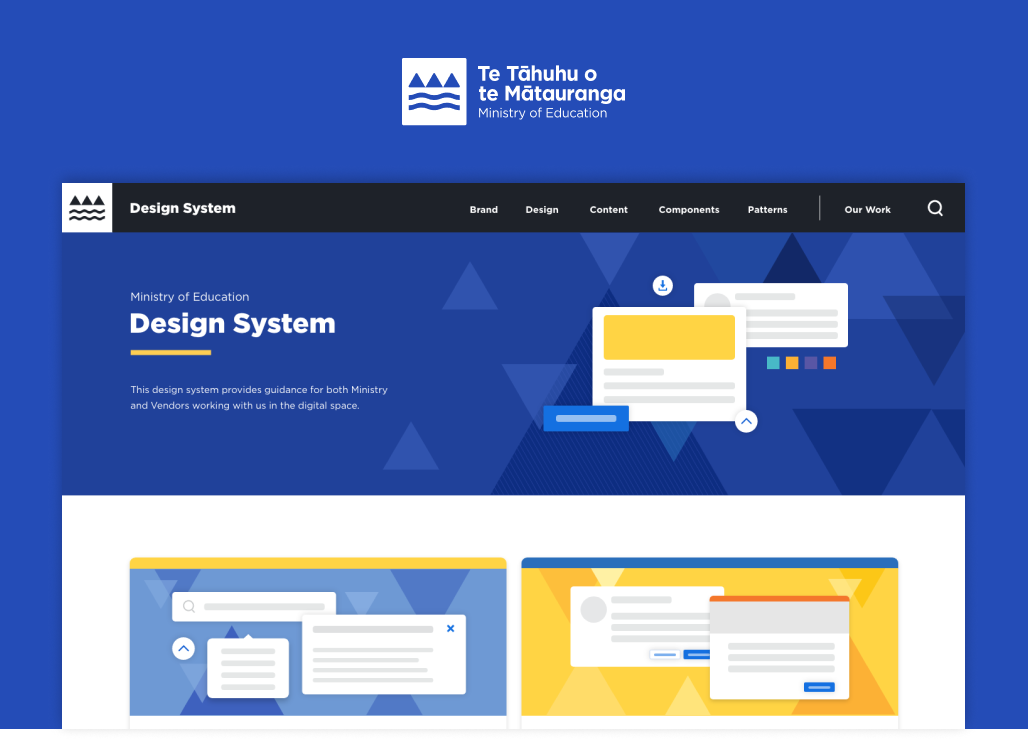 Te Tāhuhu o
te Mātauranga
Ministry of Education
Design System
Brand Design Content Components Patterns Our Work
Ministry of Education
Design System
This design system provides guidance for both Ministry
and Vendors working with us in the digital space.